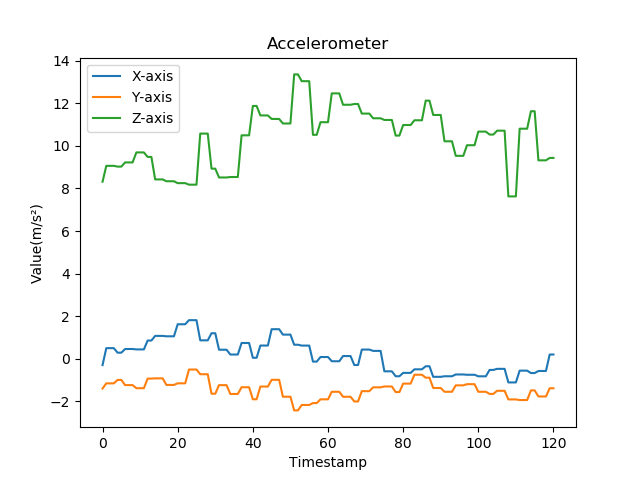 Accelerometer
X-axis
Y-axis
Z-axis
14
12
10
8
6
4
2
0
−2
Value(m/s²)
0 20 40 60 80 100 120
Timestamp